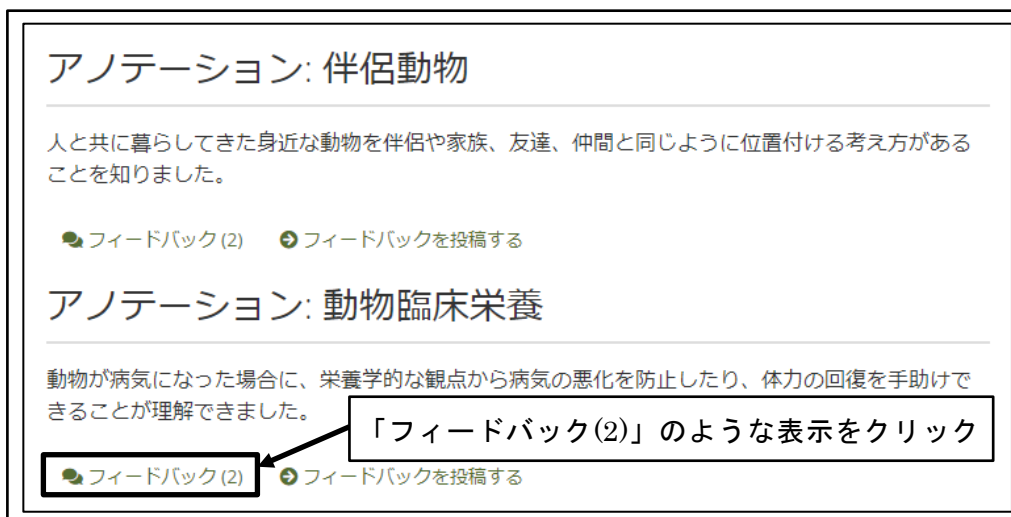 アノテーション: 伴侶動物
人と共に暮らしてきた身近な動物を伴侶や家族、友達、仲間と同じように位置付ける考え方がある
ことを知りました。
フィードバック (2) フィードバックを投稿する
アノテーション: 動物臨床栄養
動物が病気になった場合に、栄養学的な観点から病気の悪化を防止したり、体力の回復を手助けで
きることが理解できました。
「フィードバック(2)」のような表示をクリック
フィードバック (2) フィードバックを投稿する